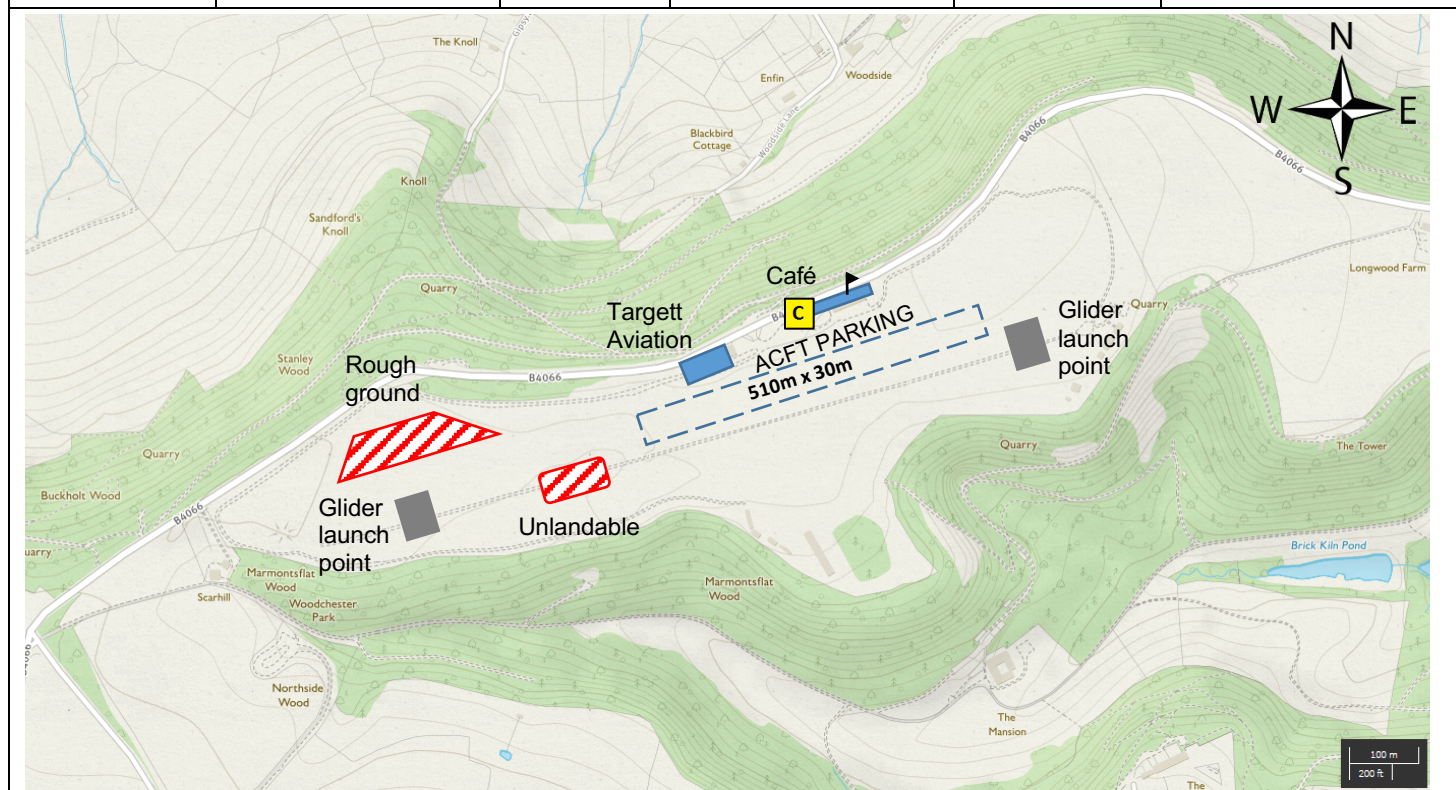 The Knoll
Gipsy
Enfin
Woodside
N
W
E
S
Blackbird
Cottage
Woodside Lane
B4066
B4066
Knoll
Sandford's
Knoll
Longwood Farm
Café
C
B4
Quarry
Targett
Aviation
ACFT PARKING
510m x 30m
Quarry
Glider
launch
point
Stanley
Wood
Rough
ground
B4066
Quarry
Quarry
The Tower
Buckholt Wood
B4066
Glider
launch
point
Unlandable
uarry
Brick Kiln Pond
Marmontsflat
Wood
Scarhill
Woodchester
Park
Marmontsflat
Wood
4066
Northside
Wood
The
Mansion
100 m
200 ft
The